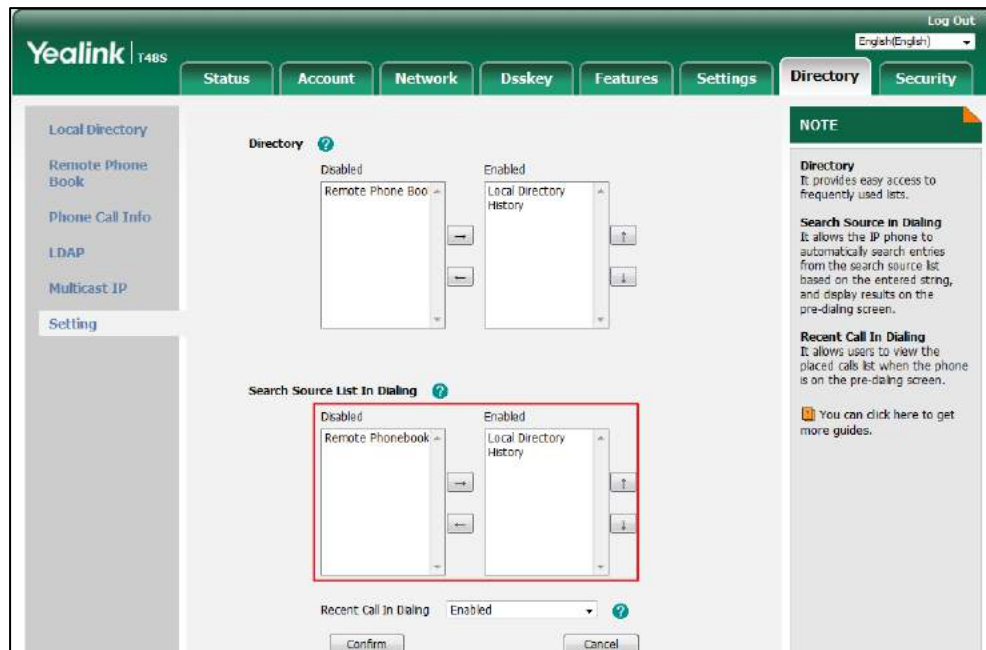 Log Out
Yealink T48S
English(English)
Status Account Network Dsskey Features Settings Directory Security
Local Directory
Remote Phone
Book
Phone Call Info
LDAP
Multicast IP
Setting
Directory ?
Disabled Enabled
Remote Phone Boo Local Directory
History
→ ↑
← ↓
Search Source List In Dialing ?
Disabled Enabled
Remote Phonebook Local Directory
History
→ ↑
← ↓
Recent Call In Dialing Enabled ?
Confirm Cancel
NOTE
Directory
It provides easy access to
frequently used lists.
Search Source in Dialing
It allows the IP phone to
automatically search entries
from the search source list
based on the entered string,
and display results on the
pre-dialing screen.
Recent Call In Dialing
It allows users to view the
placed calls list when the phone
is on the pre-dialing screen.
You can click here to get
more guides.